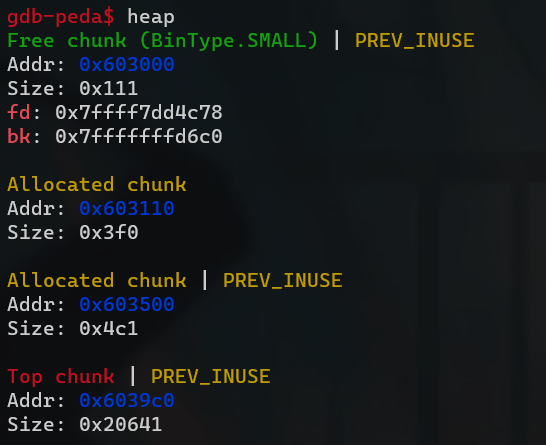 gdb-peda$ heap
Free chunk (BinType.SMALL) | PREV_INUSE
Addr: 0x603000
Size: 0x111
fd: 0x7ffff7dd4c78
bk: 0x7fffffffd6c0
Allocated chunk
Addr: 0x603110
Size: 0x3f0
Allocated chunk | PREV_INUSE
Addr: 0x603500
Size: 0x4c1
Top chunk | PREV_INUSE
Addr: 0x6039c0
Size: 0x20641